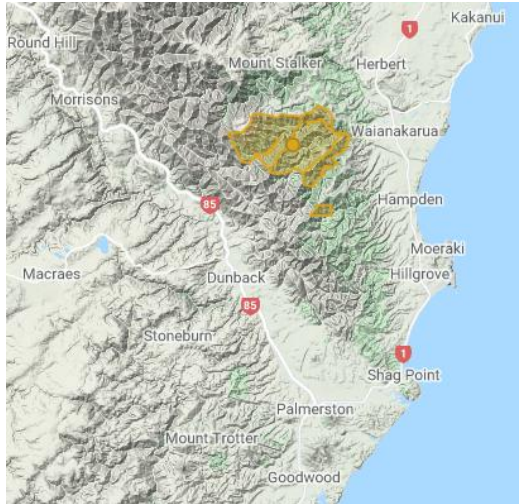 Kakanui
1
Round Hill
Mount Stalker
Herbert
Morrisons
Waianakarua
85
Hampden
Moeraki
Macraes
Dunback
Hillgrove
85
Stoneburn
1
Shag Point
Palmerston
Mount Trotter
Goodwood